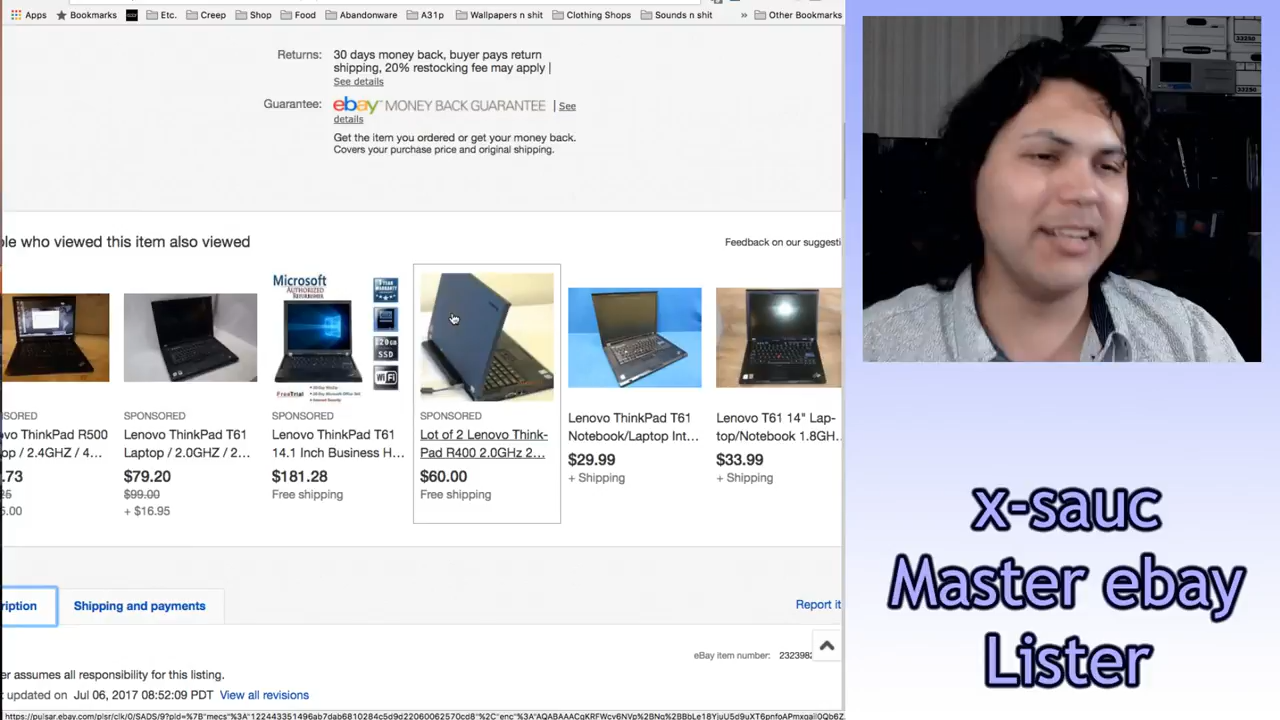 Apps Bookmarks Etc. Creep Shop Food Abandonware A31p Wallpapers n shit Clothing Shops Sounds n shit » Other Bookmarks
Returns: 30 days money back, buyer pays return
shipping, 20% restocking fee may apply |
See details
Guarantee: ebay MONEY BACK GUARANTEE | See
details
Get the item you ordered or get your money back.
Covers your purchase price and original shipping.
ple who viewed this item also viewed
Feedback on our suggesti
Microsoft
AUTHORIZED
SSD
WiFi
SPONSORED
vo ThinkPad R500
op / 2.4GHZ / 4...
.73
5.00
SPONSORED
Lenovo ThinkPad T61
Laptop / 2.0GHZ / 2...
$79.20
$99.00
+ $16.95
SPONSORED
Lenovo ThinkPad T61
14.1 Inch Business H...
$181.28
Free shipping
SPONSORED
Lot of 2 Lenovo Think-
Pad R400 2.0GHz 2...
$60.00
Free shipping
Lenovo ThinkPad T61
Notebook/Laptop Int...
$29.99
+ Shipping
Lenovo T61 14" Lap-
top/Notebook 1.8GH...
$33.99
+ Shipping
ription
Shipping and payments
Report it
eBay item number: 232398
er assumes all responsibility for this listing.
updated on Jul 06, 2017 08:52:09 PDT View all revisions
x-sauc
Master ebay
Lister